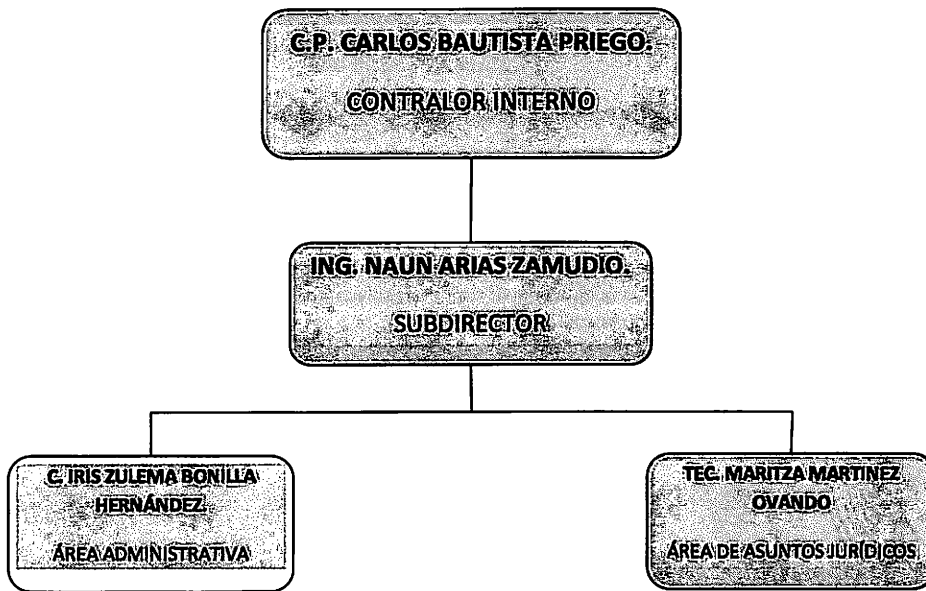 C.P. CARLOS BAUTISTA PRIEGO.
CONTRALOR INTERNO
ING. NAUN ARIAS ZAMUDIO.
SUBDIRECTOR
C. IRIS ZULEMA BONILLA
HERNÁNDEZ.
ÁREA ADMINISTRATIVA
TEC. MARITZA MARTINEZ
OVANDO
ÁREA DE ASUNTOS JURÍDICOS